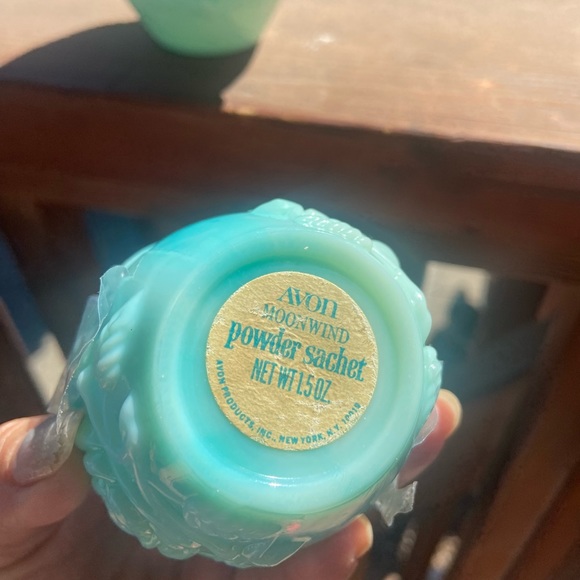 AVON
MOONWIND
powder sachet
NET WT 1.5 OZ.
AVON PRODUCTS, INC., NEW YORK, N.Y. 10019